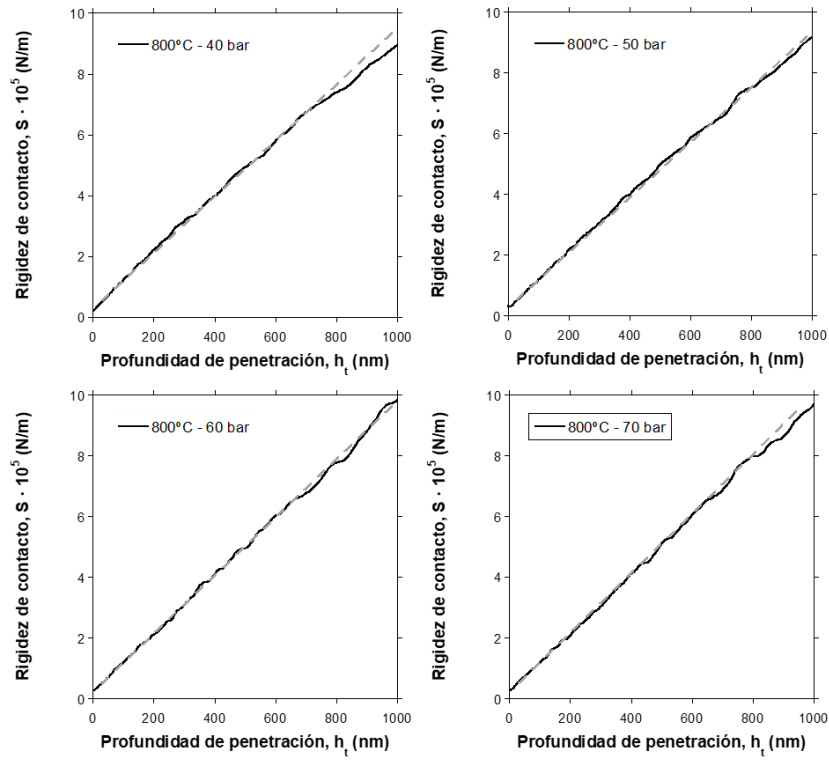 10
8
6
4
2
0
Rigidez de contacto, S · 10⁵ (N/m)
800ºC - 40 bar
0 200 400 600 800 1000
Profundidad de penetración, hₜ (nm)
10
8
6
4
2
0
Rigidez de contacto, S · 10⁵ (N/m)
800ºC - 50 bar
0 200 400 600 800 1000
Profundidad de penetración, hₜ (nm)
10
8
6
4
2
0
Rigidez de contacto, S · 10⁵ (N/m)
800ºC - 60 bar
0 200 400 600 800 1000
Profundidad de penetración, hₜ (nm)
10
8
6
4
2
0
Rigidez de contacto, S · 10⁵ (N/m)
800ºC - 70 bar
0 200 400 600 800 1000
Profundidad de penetración, hₜ (nm)